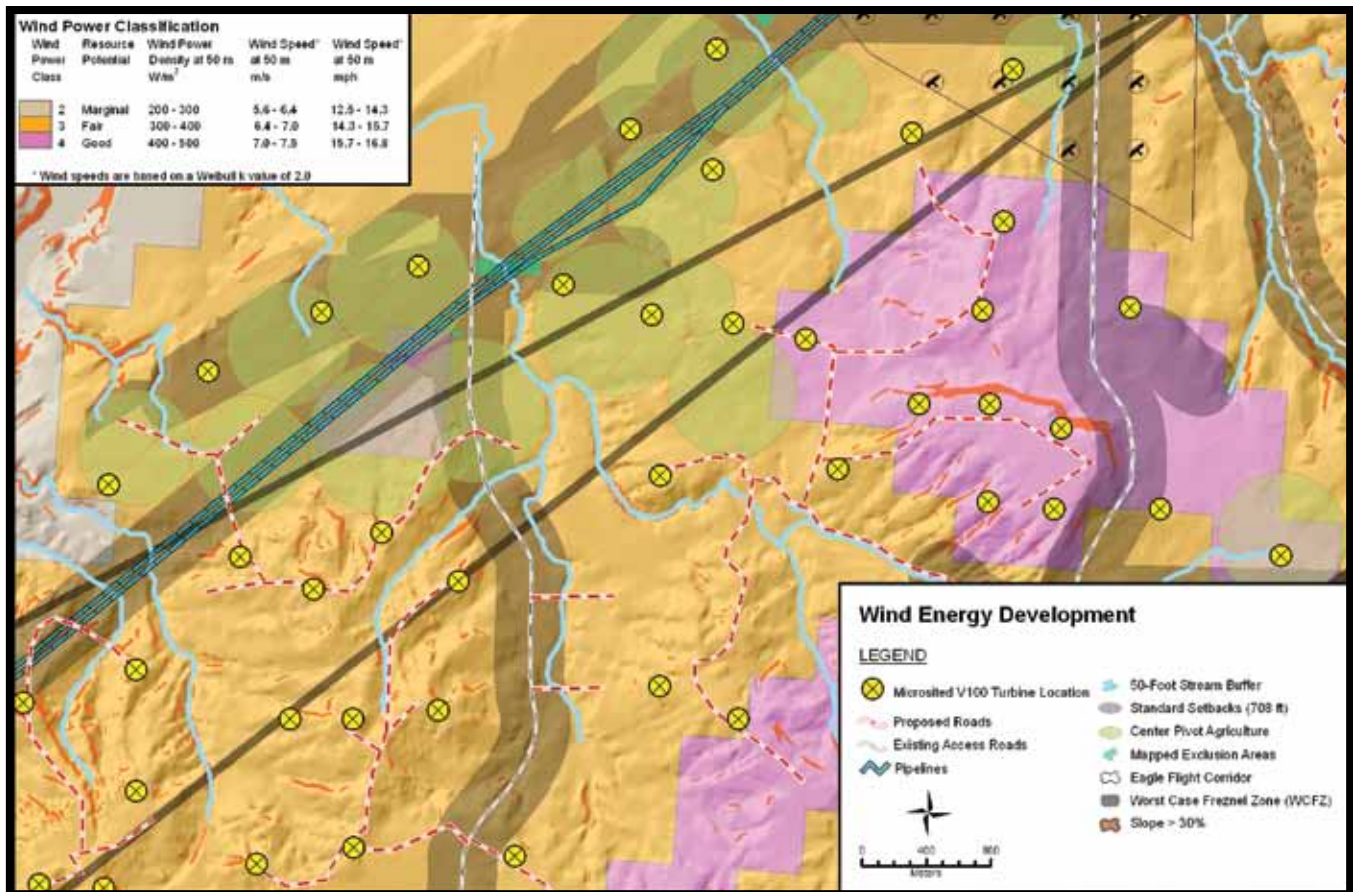 Wind Power Classification
Wind Resource Wind Power Wind Speed* Wind Speed*
Power Potential Density at 50 m at 50 m at 50 m
Class W/m² m/s mph
2 Marginal 200 - 300 5.6 - 6.4 12.5 - 14.3
3 Fair 300 - 400 6.4 - 7.0 14.3 - 15.7
4 Good 400 - 500 7.0 - 7.5 15.7 - 16.8
* Wind speeds are based on a Weibull k value of 2.0
Wind Energy Development
LEGEND
Microsited V100 Turbine Location
Proposed Roads
Existing Access Roads
Pipelines
50-Foot Stream Buffer
Standard Setbacks (708 ft)
Center Pivot Agriculture
Mapped Exclusion Areas
Eagle Flight Corridor
Worst Case Freznel Zone (WCFZ)
Slope > 30%
0 400 800
Meters